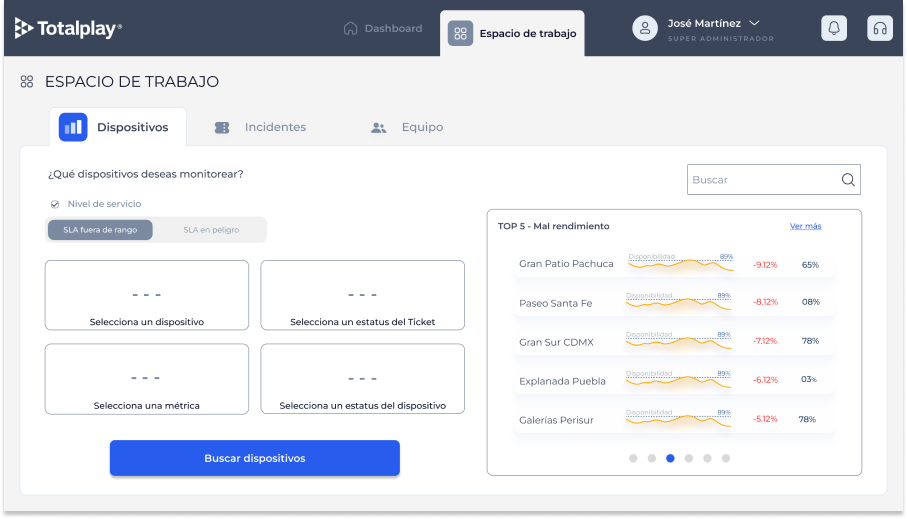 Totalplay®
Dashboard
Espacio de trabajo
José Martínez
SUPER ADMINISTRADOR
ESPACIO DE TRABAJO
Dispositivos
Incidentes
Equipo
¿Qué dispositivos deseas monitorear?
Buscar
Nivel de servicio
SLA fuera de rango
SLA en peligro
- - -
Selecciona un dispositivo
- - -
Selecciona un estatus del Ticket
- - -
Selecciona una métrica
- - -
Selecciona un estatus del dispositivo
Buscar dispositivos
TOP 5 - Mal rendimiento
Ver más
Gran Patio Pachuca Disponibilidad 89% -9.12% 65%
Paseo Santa Fe Disponibilidad 89% -8.12% 08%
Gran Sur CDMX Disponibilidad 89% -7.12% 78%
Explanada Puebla Disponibilidad 89% -6.12% 03%
Galerías Perisur Disponibilidad 89% -5.12% 78%